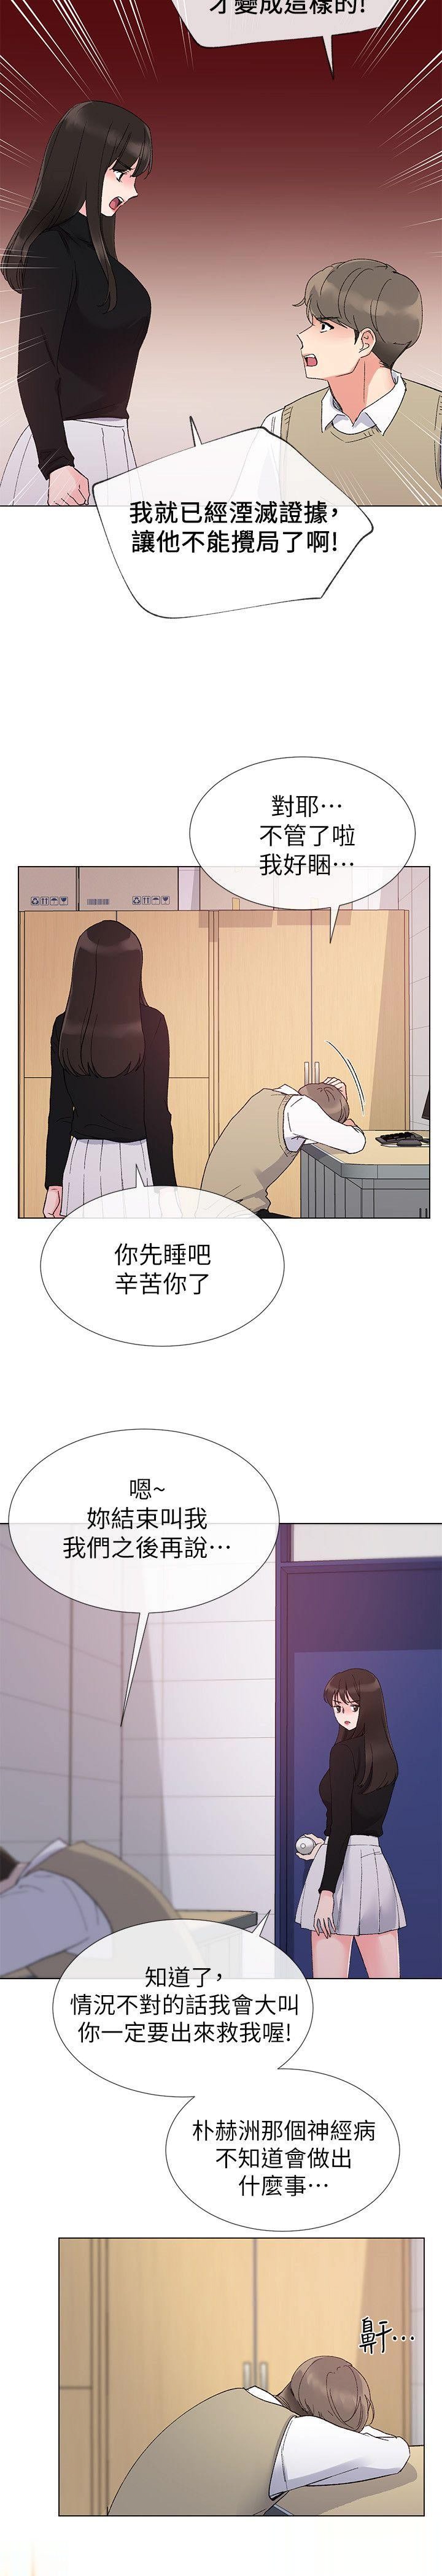 才變成這樣的!
我就已經湮滅證據，
讓他不能攪局了啊!
對耶…
不管了啦
我好睏…
你先睡吧
辛苦你了
嗯~
妳結束叫我
我們之後再說…
知道了，
情況不對的話我會大叫
你一定要出來救我喔!
朴赫洲那個神經病
不知道會做出
什麼事…
鼾…